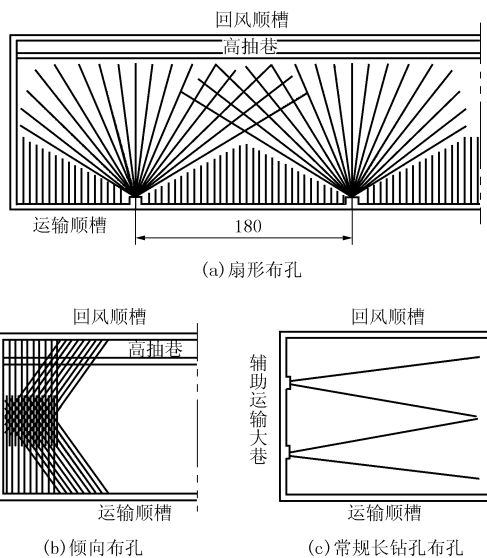 回风顺槽
高抽巷
运输顺槽
180
(a)扇形布孔
回风顺槽
高抽巷
运输顺槽
(b)倾向布孔
回风顺槽
辅助运输大巷
运输顺槽
(c)常规长钻孔布孔